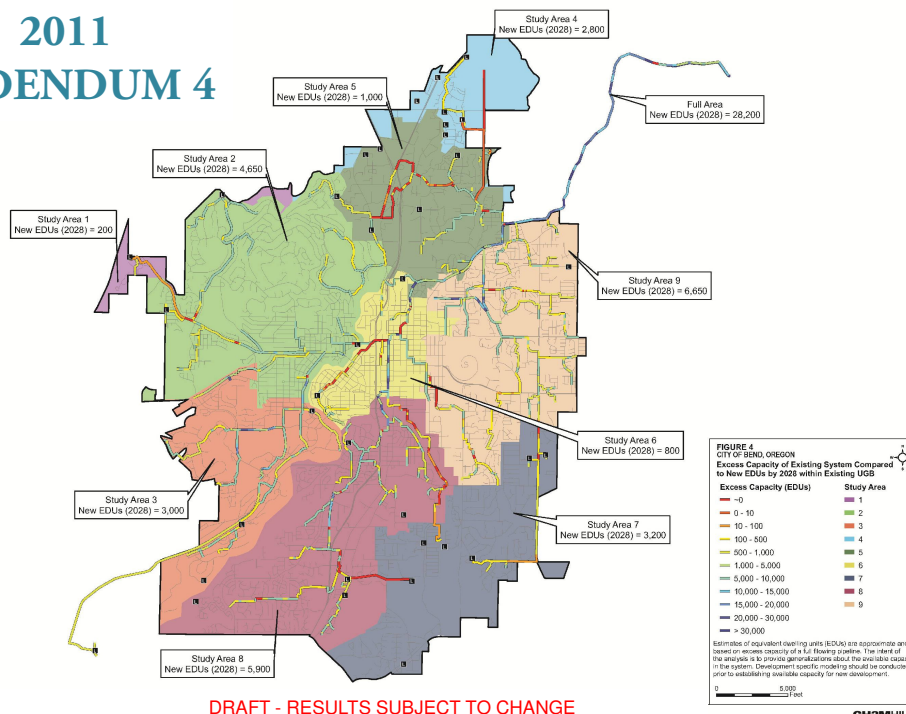 2011
DENDUM 4
Study Area 4
New EDUs (2028) = 2,800
Study Area 5
New EDUs (2028) = 1,000
Full Area
New EDUs (2028) = 28,200
Study Area 2
New EDUs (2028) = 4,650
Study Area 1
New EDUs (2028) = 200
Study Area 9
New EDUs (2028) = 6,650
Study Area 6
New EDUs (2028) = 800
Study Area 3
New EDUs (2028) = 3,000
Study Area 7
New EDUs (2028) = 3,200
Study Area 8
New EDUs (2028) = 5,900
FIGURE 4
CITY OF BEND, OREGON
Excess Capacity of Existing System Compared
to New EDUs by 2028 within Existing UGB
Excess Capacity (EDUs)
~0
0 - 10
10 - 100
100 - 500
500 - 1,000
1,000 - 5,000
5,000 - 10,000
10,000 - 15,000
15,000 - 20,000
20,000 - 30,000
> 30,000
Study Area
1
2
3
4
5
6
7
8
9
Estimates of equivalent dwelling units (EDUs) are approximate and
based on excess capacity of a full flowing pipeline. The intent of
the analysis is to provide generalizations about the available capac
in the system. Development specific modeling should be conducte
prior to establishing available capacity for new development.
0 5,000
Feet
DRAFT - RESULTS SUBJECT TO CHANGE